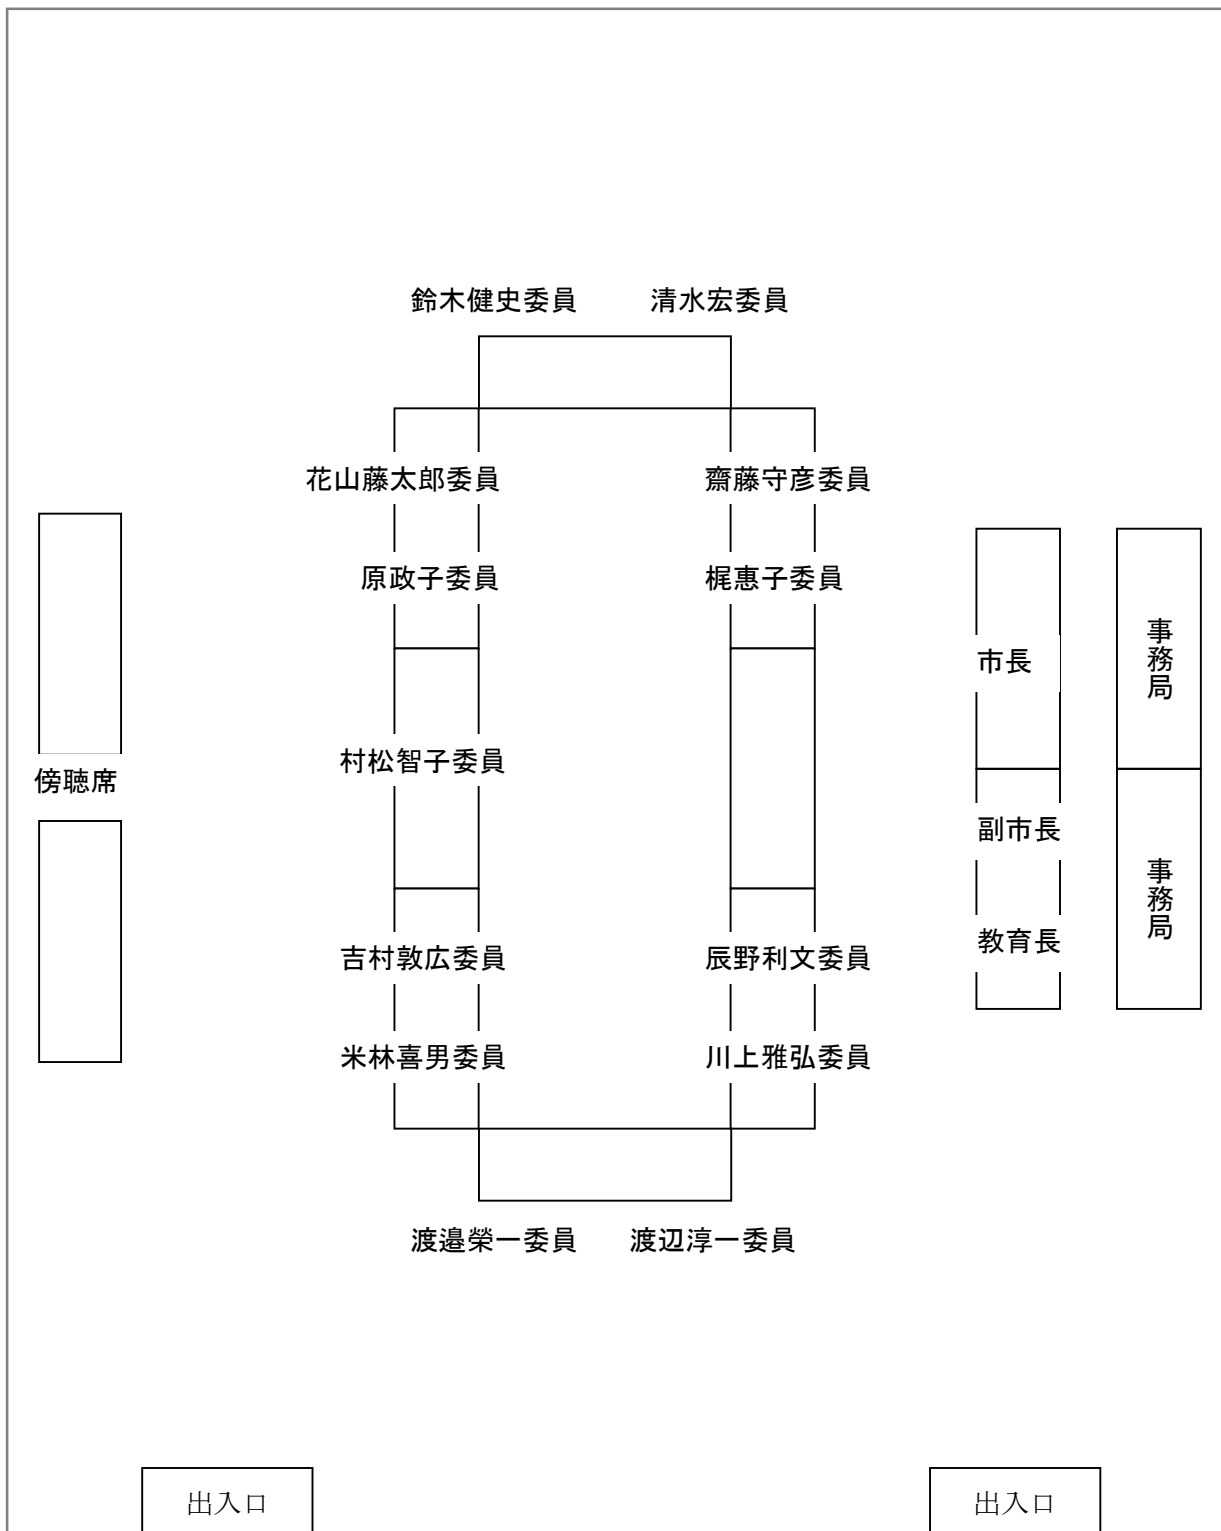 鈴木健史委員 清水宏委員
花山藤太郎委員 齋藤守彦委員
原政子委員 梶惠子委員
市長
事務局
村松智子委員
傍聴席
副市長
事務局
教育長
吉村敦広委員 辰野利文委員
米林喜男委員 川上雅弘委員
渡邉榮一委員 渡辺淳一委員
出入口 出入口